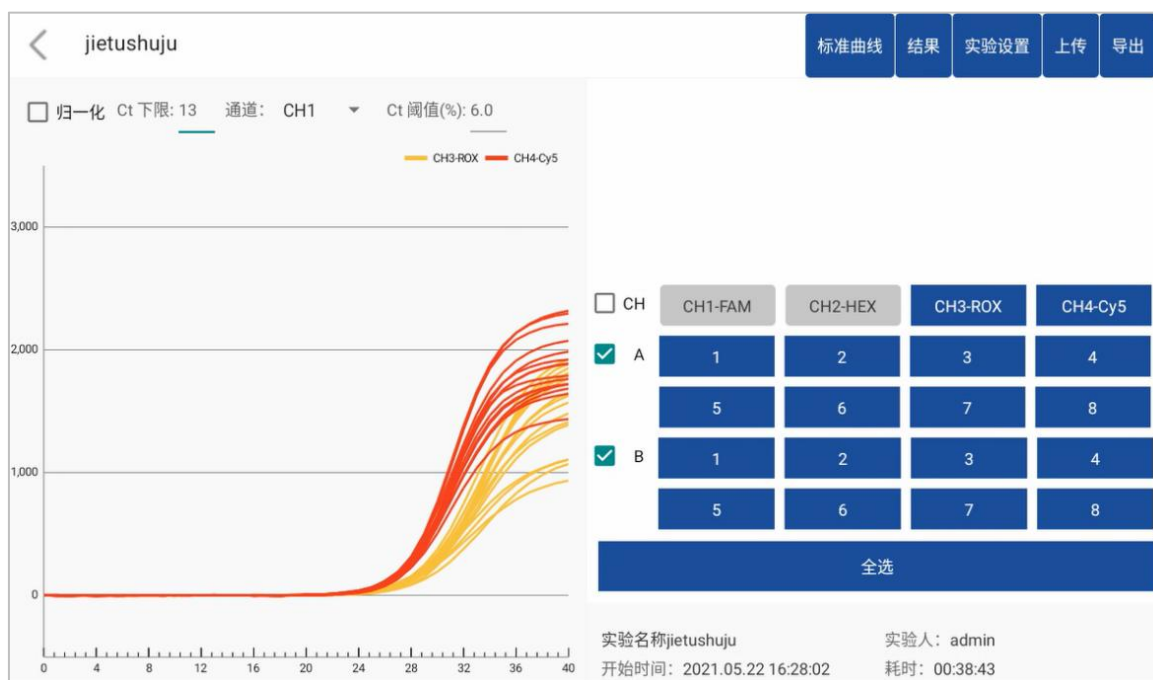 jietushuju
标准曲线 结果 实验设置 上传 导出
归一化 Ct 下限: 13 通道: CH1 Ct 阈值(%): 6.0
CH3-ROX CH4-Cy5
3,000
2,000
1,000
0
0 4 8 12 16 20 24 28 32 36 40
CH CH1-FAM CH2-HEX CH3-ROX CH4-Cy5
A 1 2 3 4
5 6 7 8
B 1 2 3 4
5 6 7 8
全选
实验名称jietushuju 实验人: admin
开始时间: 2021.05.22 16:28:02 耗时: 00:38:43